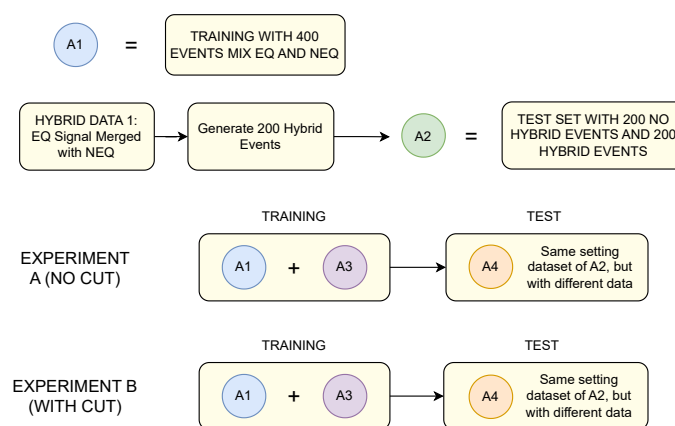 A1
=
TRAINING WITH 400
EVENTS MIX EQ AND NEQ
HYBRID DATA 1:
EQ Signal Merged
with NEQ
Generate 200 Hybrid
Events
A2
=
TEST SET WITH 200 NO
HYBRID EVENTS AND 200
HYBRID EVENTS
TRAINING
TEST
EXPERIMENT
A (NO CUT)
A1
+
A3
A4
Same setting
dataset of A2, but
with different data
TRAINING
TEST
EXPERIMENT B
(WITH CUT)
A1
+
A3
A4
Same setting
dataset of A2, but
with different data